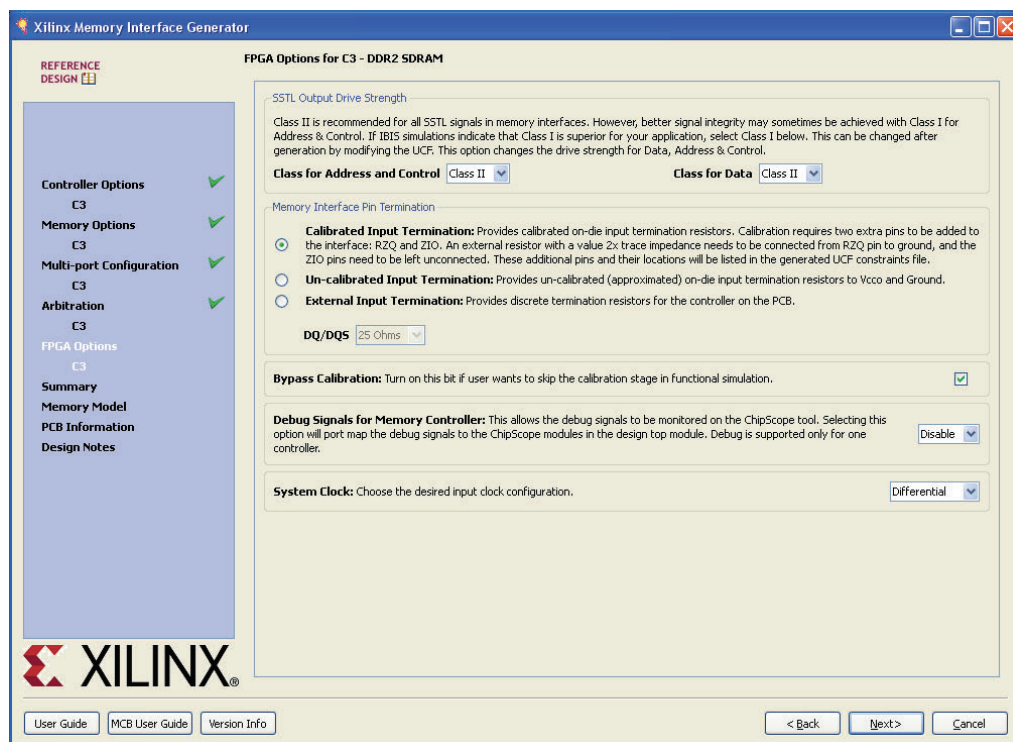 Xilinx Memory Interface Generator
REFERENCE
DESIGN
FPGA Options for C3 - DDR2 SDRAM
Controller Options
C3
Memory Options
C3
Multi-port Configuration
C3
Arbitration
C3
FPGA Options
C3
Summary
Memory Model
PCB Information
Design Notes
SSTL Output Drive Strength
Class II is recommended for all SSTL signals in memory interfaces. However, better signal integrity may sometimes be achieved with Class I for
Address & Control. If IBIS simulations indicate that Class I is superior for your application, select Class I below. This can be changed after
generation by modifying the UCF. This option changes the drive strength for Data, Address & Control.
Class for Address and Control Class II Class for Data Class II
Memory Interface Pin Termination
Calibrated Input Termination: Provides calibrated on-die input termination resistors. Calibration requires two extra pins to be added to
the interface: RZQ and ZIO. An external resistor with a value 2x trace impedance needs to be connected from RZQ pin to ground, and the
ZIO pins need to be left unconnected. These additional pins and their locations will be listed in the generated UCF constraints file.
Un-calibrated Input Termination: Provides un-calibrated (approximated) on-die input termination resistors to Vcco and Ground.
External Input Termination: Provides discrete termination resistors for the controller on the PCB.
DQ/DQS 25 Ohms
Bypass Calibration: Turn on this bit if user wants to skip the calibration stage in functional simulation.
Debug Signals for Memory Controller: This allows the debug signals to be monitored on the ChipScope tool. Selecting this
option will port map the debug signals to the ChipScope modules in the design top module. Debug is supported only for one
controller.
Disable
System Clock: Choose the desired input clock configuration. Differential
XILINX®
User Guide MCB User Guide Version Info < Back Next> Cancel